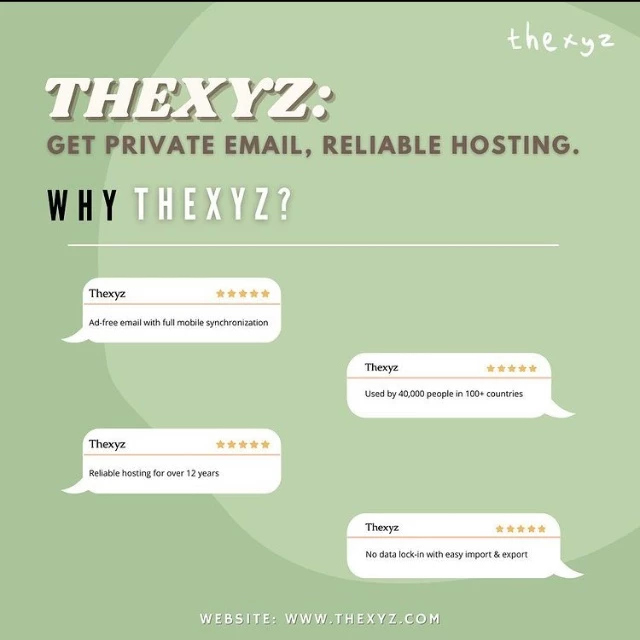 thexyz
THEXYZ:
GET PRIVATE EMAIL, RELIABLE HOSTING.
WHY THEXYZ?
Thexyz
Ad-free email with full mobile synchronization
Thexyz
Used by 40,000 people in 100+ countries
Thexyz
Reliable hosting for over 12 years
Thexyz
No data lock-in with easy import & export
WEBSITE: WWW.THEXYZ.COM